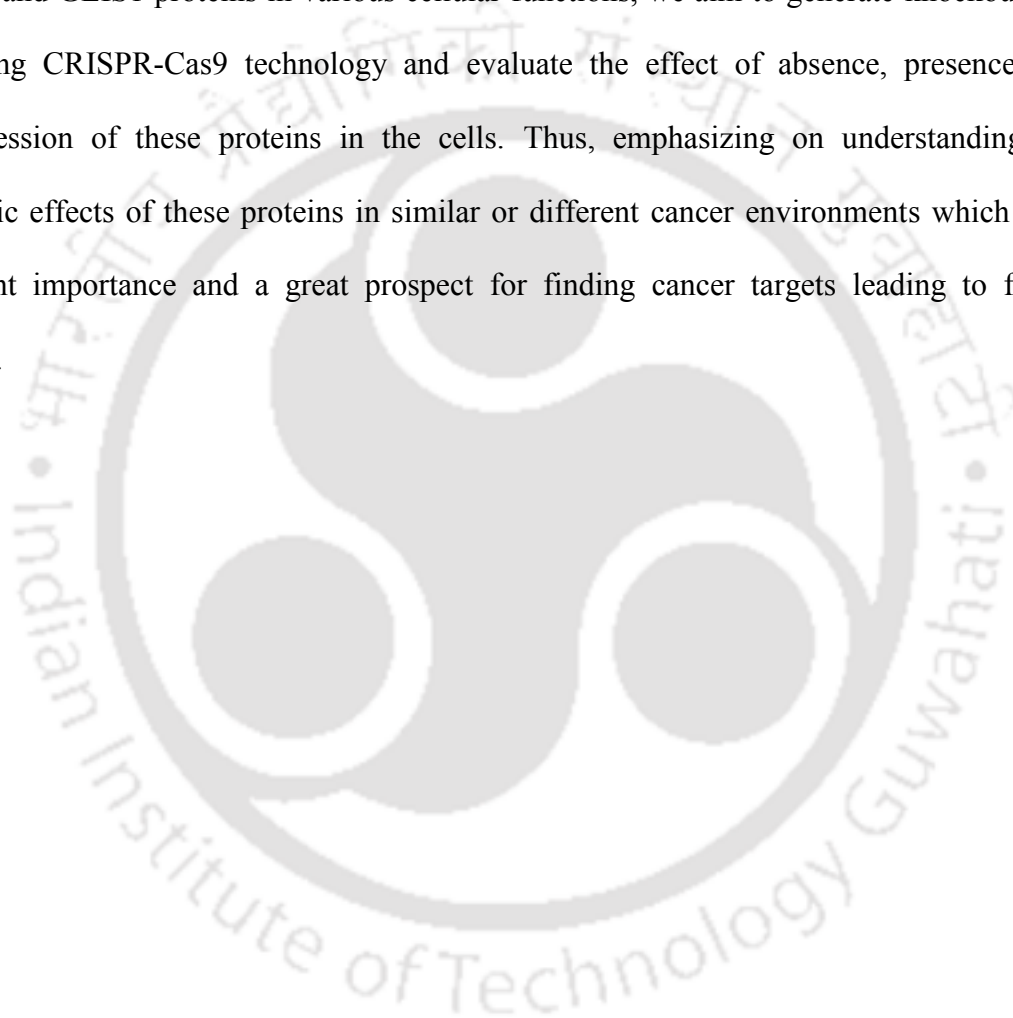 and proteins in various cellular functions, we aim to generate knockou
ng CRISPR-Cas9 technology and evaluate the effect of absence, presence
ession of these proteins in the cells. Thus, emphasizing on understanding
ic effects of these proteins in similar or different cancer environments which
nt importance and a great prospect for finding cancer targets leading to f
भारतीय प्रौद्योगिकी संस्थान गुवाहाटी
• Indian Institute of Technology Guwahati •